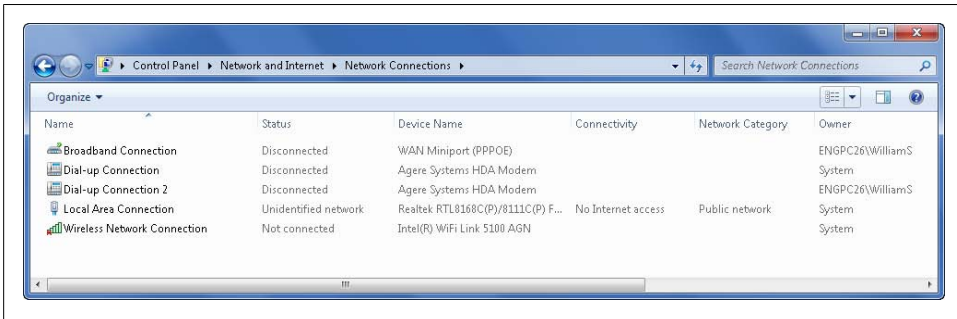 Control Panel Network and Internet Network Connections Search Network Connections
Organize
Name Status Device Name Connectivity Network Category Owner
Broadband Connection Disconnected WAN Miniport (PPPOE) ENGPC26\WilliamS
Dial-up Connection Disconnected Agere Systems HDA Modem System
Dial-up Connection 2 Disconnected Agere Systems HDA Modem ENGPC26\WilliamS
Local Area Connection Unidentified network Realtek RTL8168C(P)/8111C(P) F... No Internet access Public network System
Wireless Network Connection Not connected Intel(R) WiFi Link 5100 AGN System